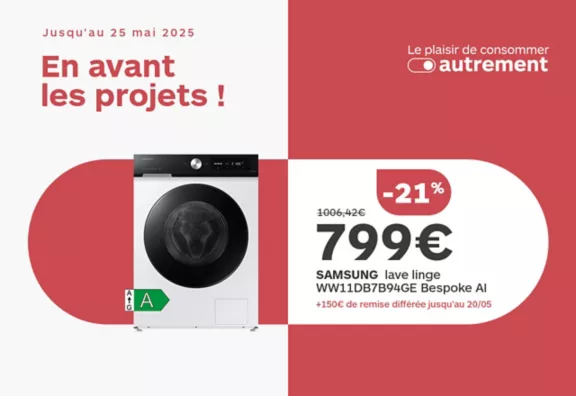 Jusqu'au 25 mai 2025
En avant
les projets !
Le plaisir de consommer
autrement
-21%
1006,42€
799€
SAMSUNG lave linge
WW11DB7B94GE Bespoke AI
+150€ de remise différée jusqu'au 20/05
A
G
A